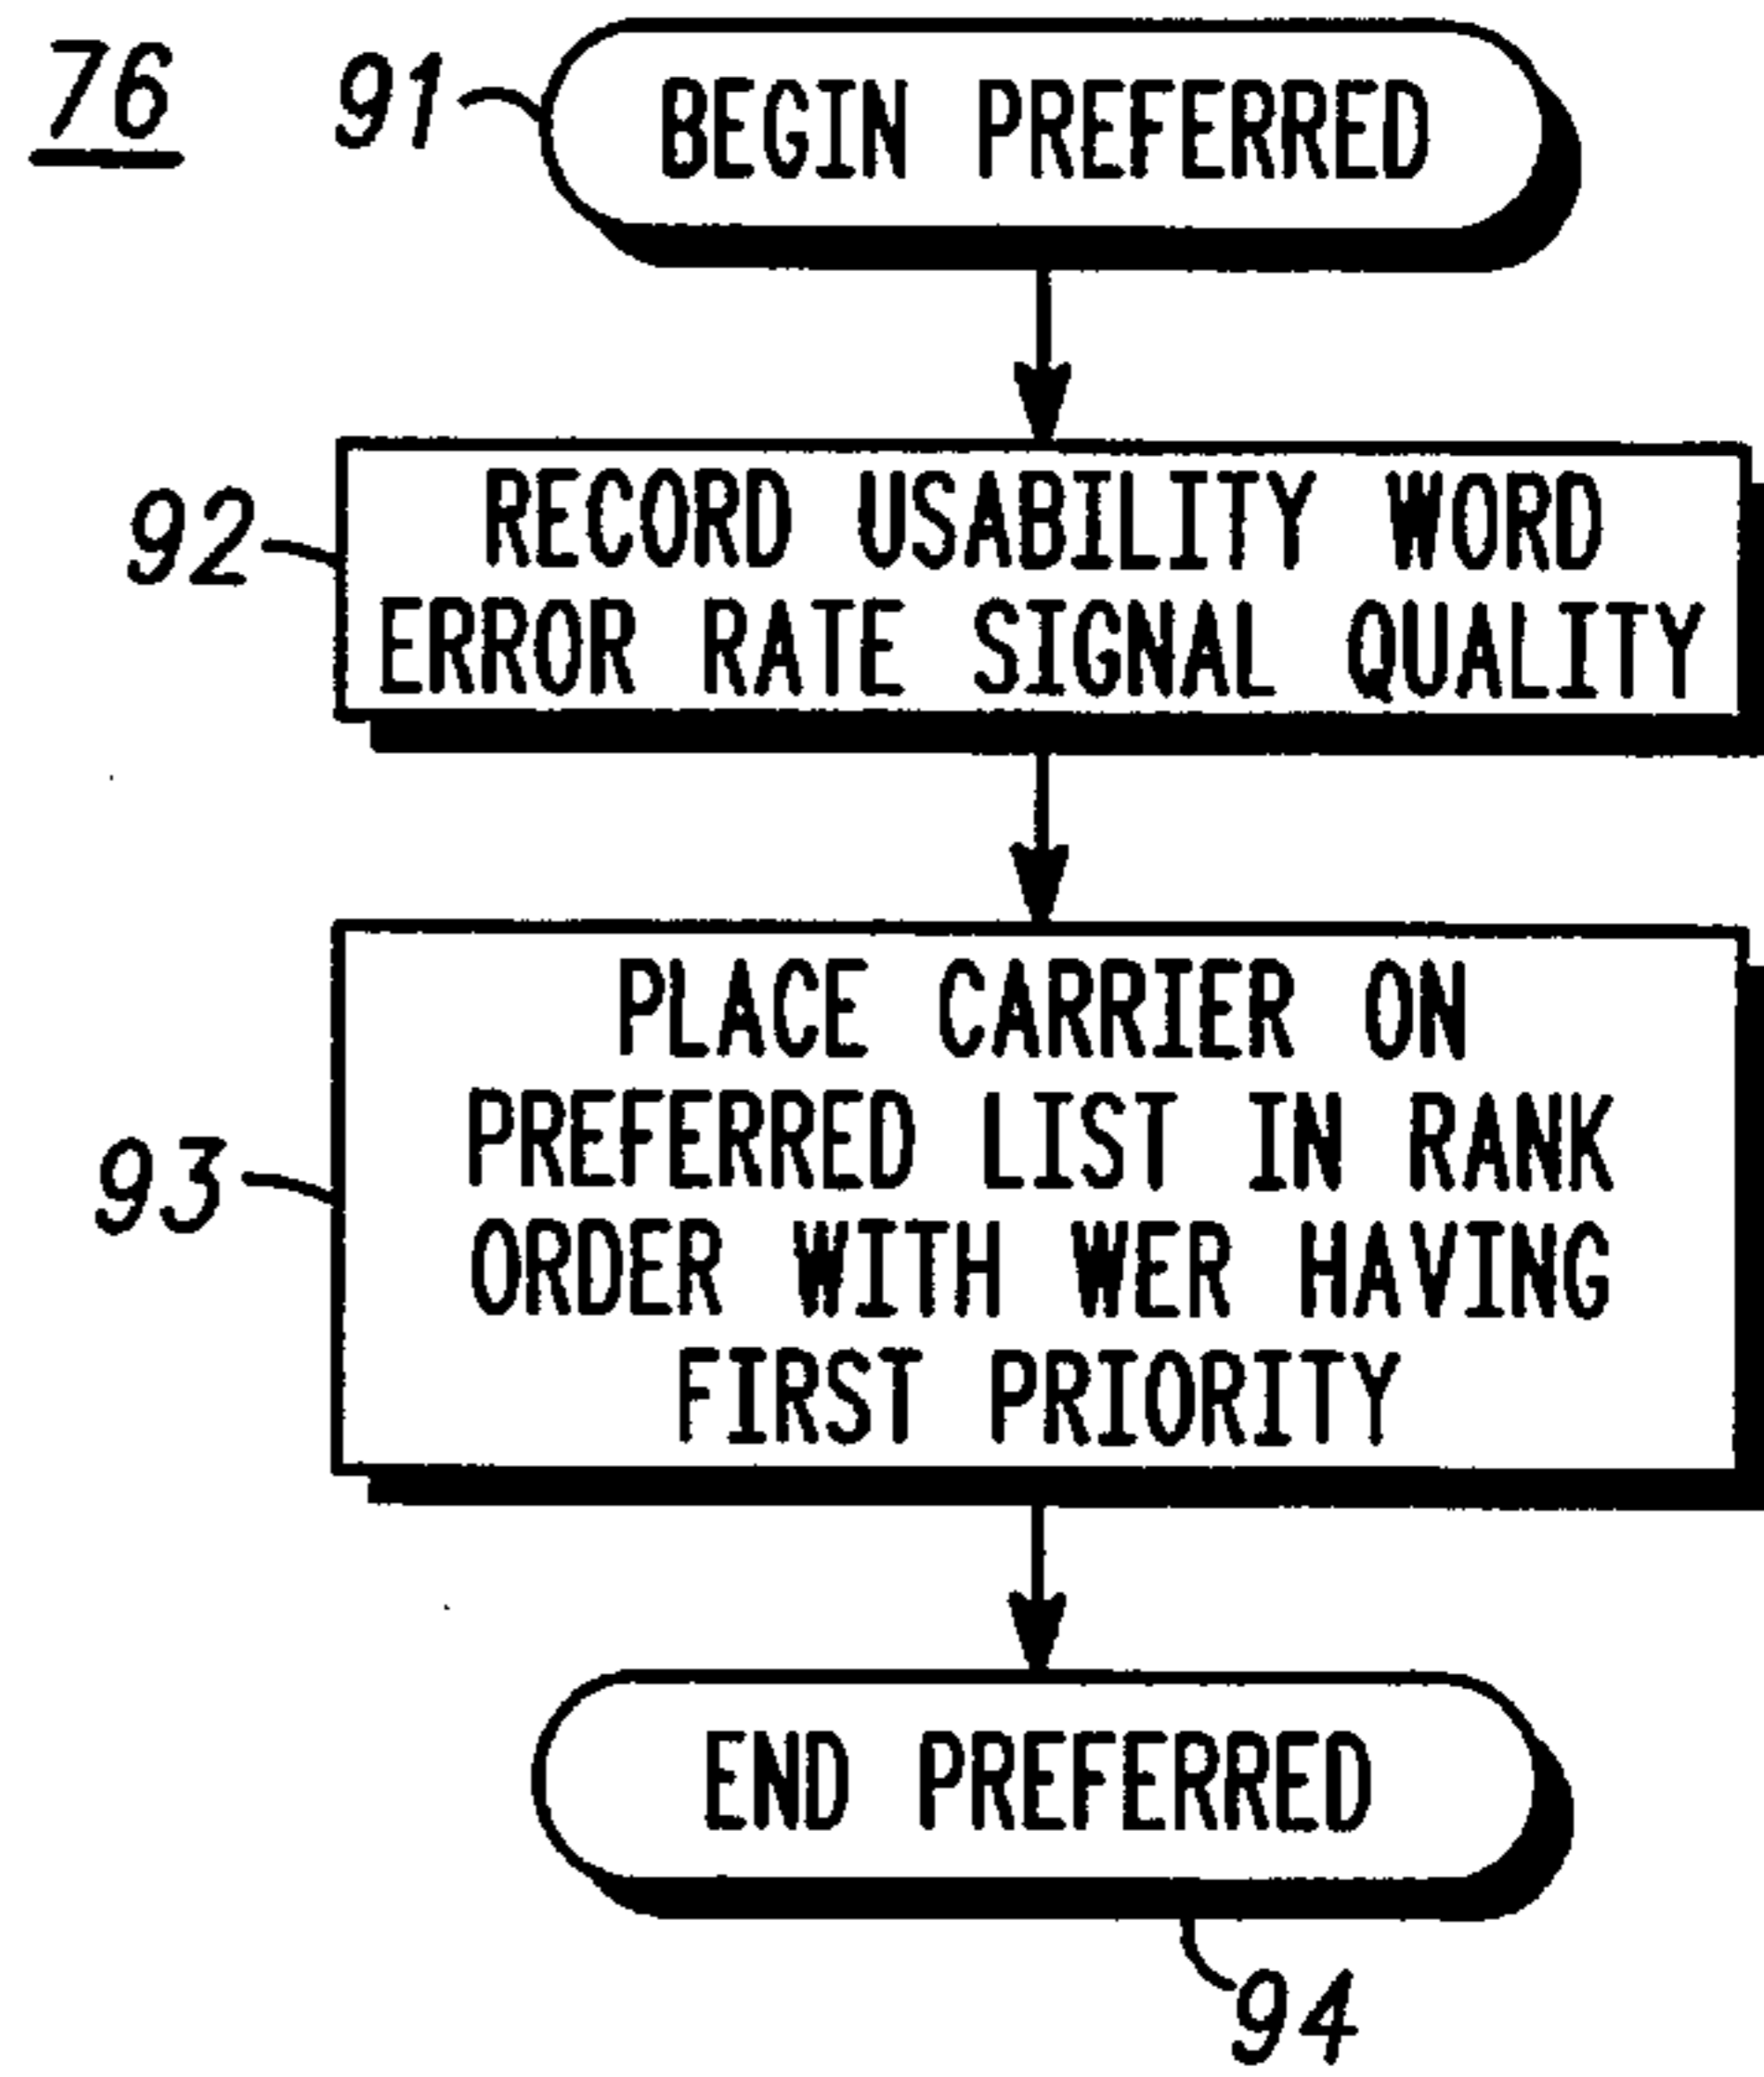 76
91
BEGIN PREFERRED
92
RECORD USABILITY WORD
ERROR RATE SIGNAL QUALITY
93
PLACE CARRIER ON
PREFERRED LIST IN RANK
ORDER WITH WER HAVING
FIRST PRIORITY
END PREFERRED
94